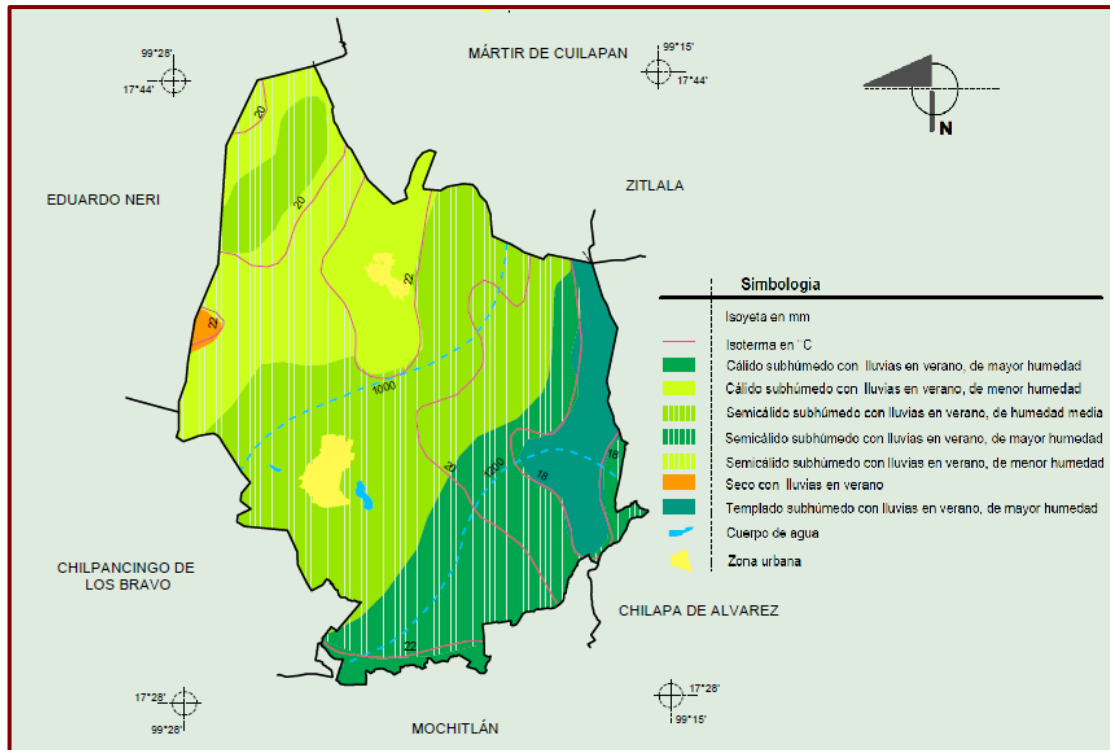 MÁRTIR DE CUILAPAN
99°28'
17°44'
99°15'
17°44'
N
EDUARDO NERI
ZITLALA
20
20
22
22
1000
20
1200
18
18
22
Simbologia
Isoyeta en mm
Isoterma en °C
Cálido subhúmedo con lluvias en verano, de mayor humedad
Cálido subhúmedo con lluvias en verano, de menor humedad
Semicálido subhúmedo con lluvias en verano, de humedad media
Semicálido subhúmedo con lluvias en verano, de mayor humedad
Semicálido subhúmedo con lluvias en verano, de menor humedad
Seco con lluvias en verano
Templado subhúmedo con lluvias en verano, de mayor humedad
Cuerpo de agua
Zona urbana
CHILPANCINGO DE
LOS BRAVO
CHILAPA DE ALVAREZ
17°28'
99°28'
17°28'
99°15'
MOCHITLÁN